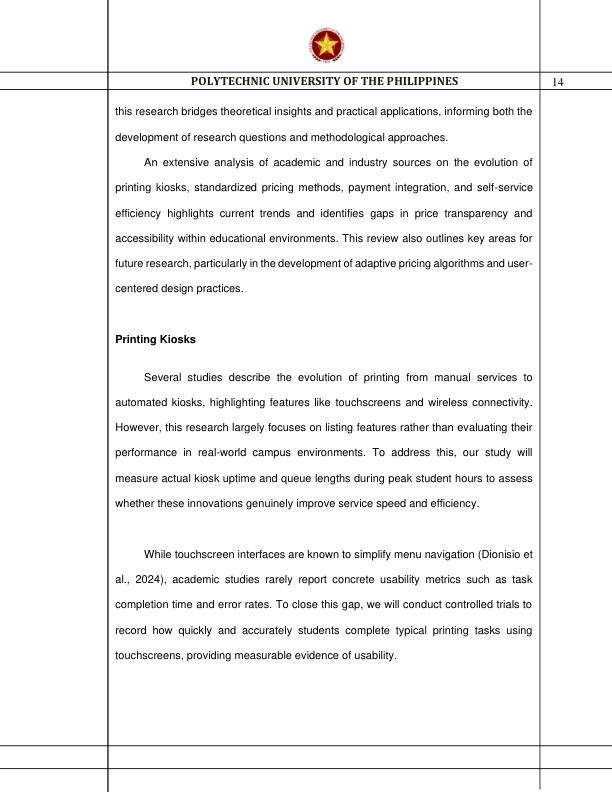 POLYTECHNIC UNIVERSITY OF THE PHILIPPINES
14
this research bridges theoretical insights and practical applications, informing both the
development of research questions and methodological approaches.
An extensive analysis of academic and industry sources on the evolution of
printing kiosks, standardized pricing methods, payment integration, and self-service
efficiency highlights current trends and identifies gaps in price transparency and
accessibility within educational environments. This review also outlines key areas for
future research, particularly in the development of adaptive pricing algorithms and user-
centered design practices.
Printing Kiosks
Several studies describe the evolution of printing from manual services to
automated kiosks, highlighting features like touchscreens and wireless connectivity.
However, this research largely focuses on listing features rather than evaluating their
performance in real-world campus environments. To address this, our study will
measure actual kiosk uptime and queue lengths during peak student hours to assess
whether these innovations genuinely improve service speed and efficiency.
While touchscreen interfaces are known to simplify menu navigation (Dionisio et
al., 2024), academic studies rarely report concrete usability metrics such as task
completion time and error rates. To close this gap, we will conduct controlled trials to
record how quickly and accurately students complete typical printing tasks using
touchscreens, providing measurable evidence of usability.